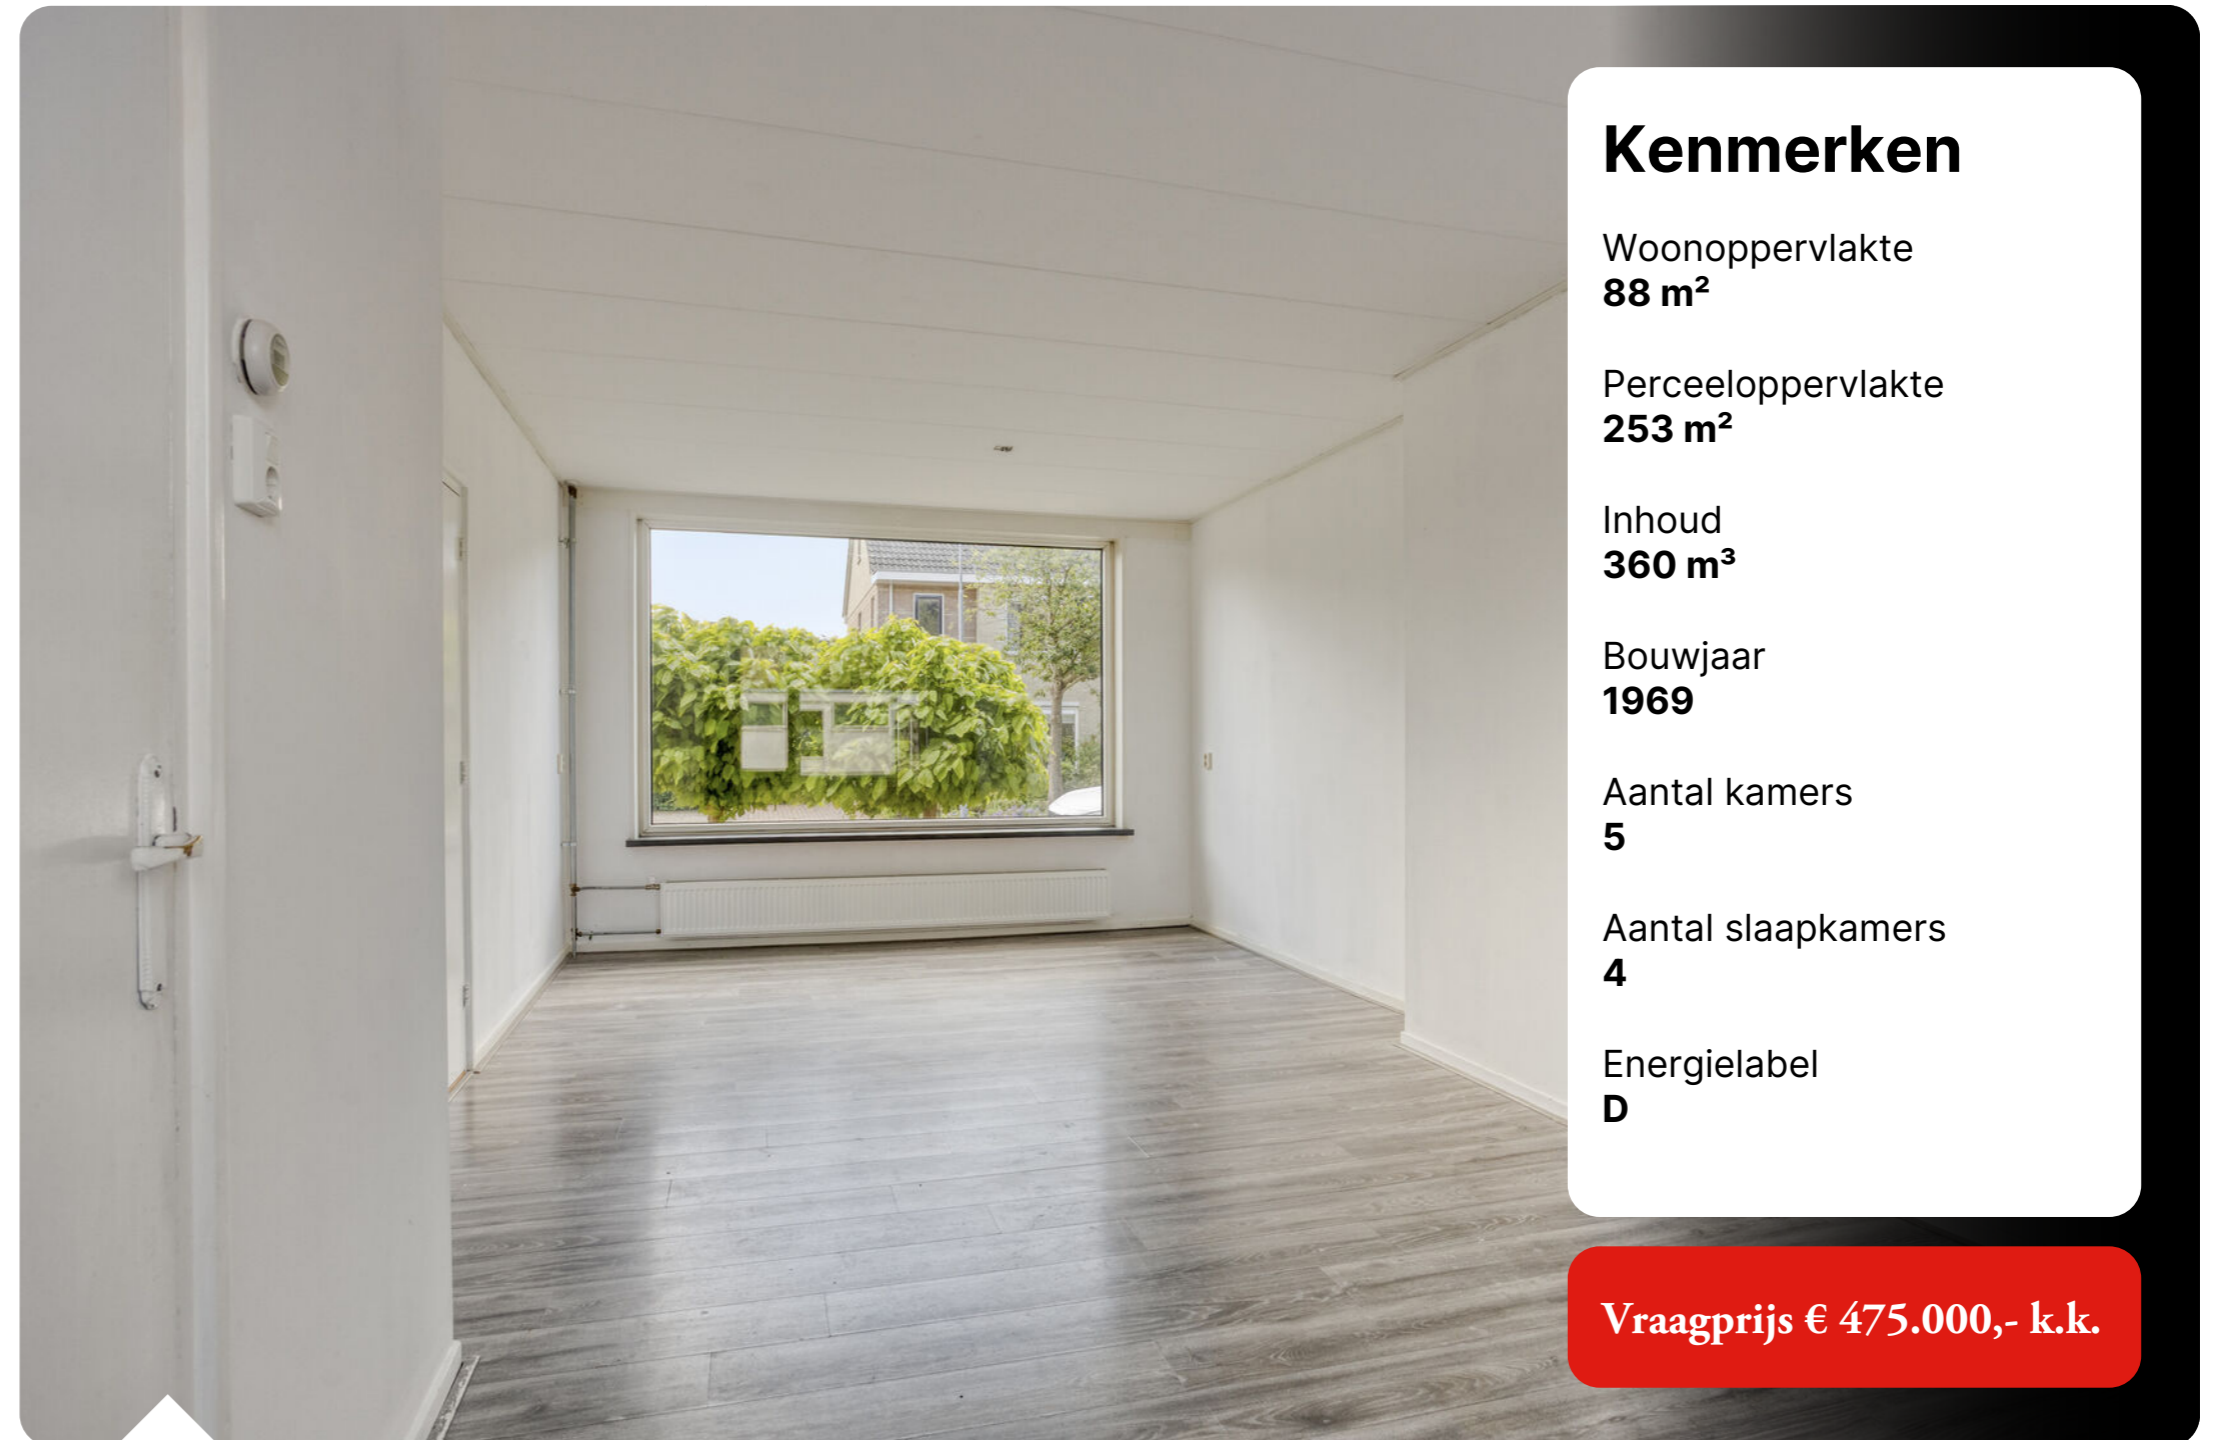 Kenmerken
Woonoppervlakte
88 m²
Perceeloppervlakte
253 m²
Inhoud
360 m³
Bouwjaar
1969
Aantal kamers
5
Aantal slaapkamers
4
Energielabel
D
Vraagprijs € 475.000,- k.k.